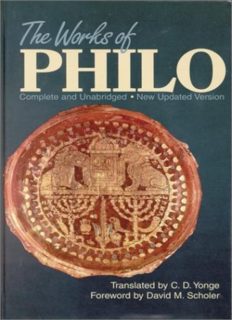 The Works of
PHILO
Complete and Unabridged • New Updated Version
Translated by C. D. Yonge
Foreword by David M. Scholer